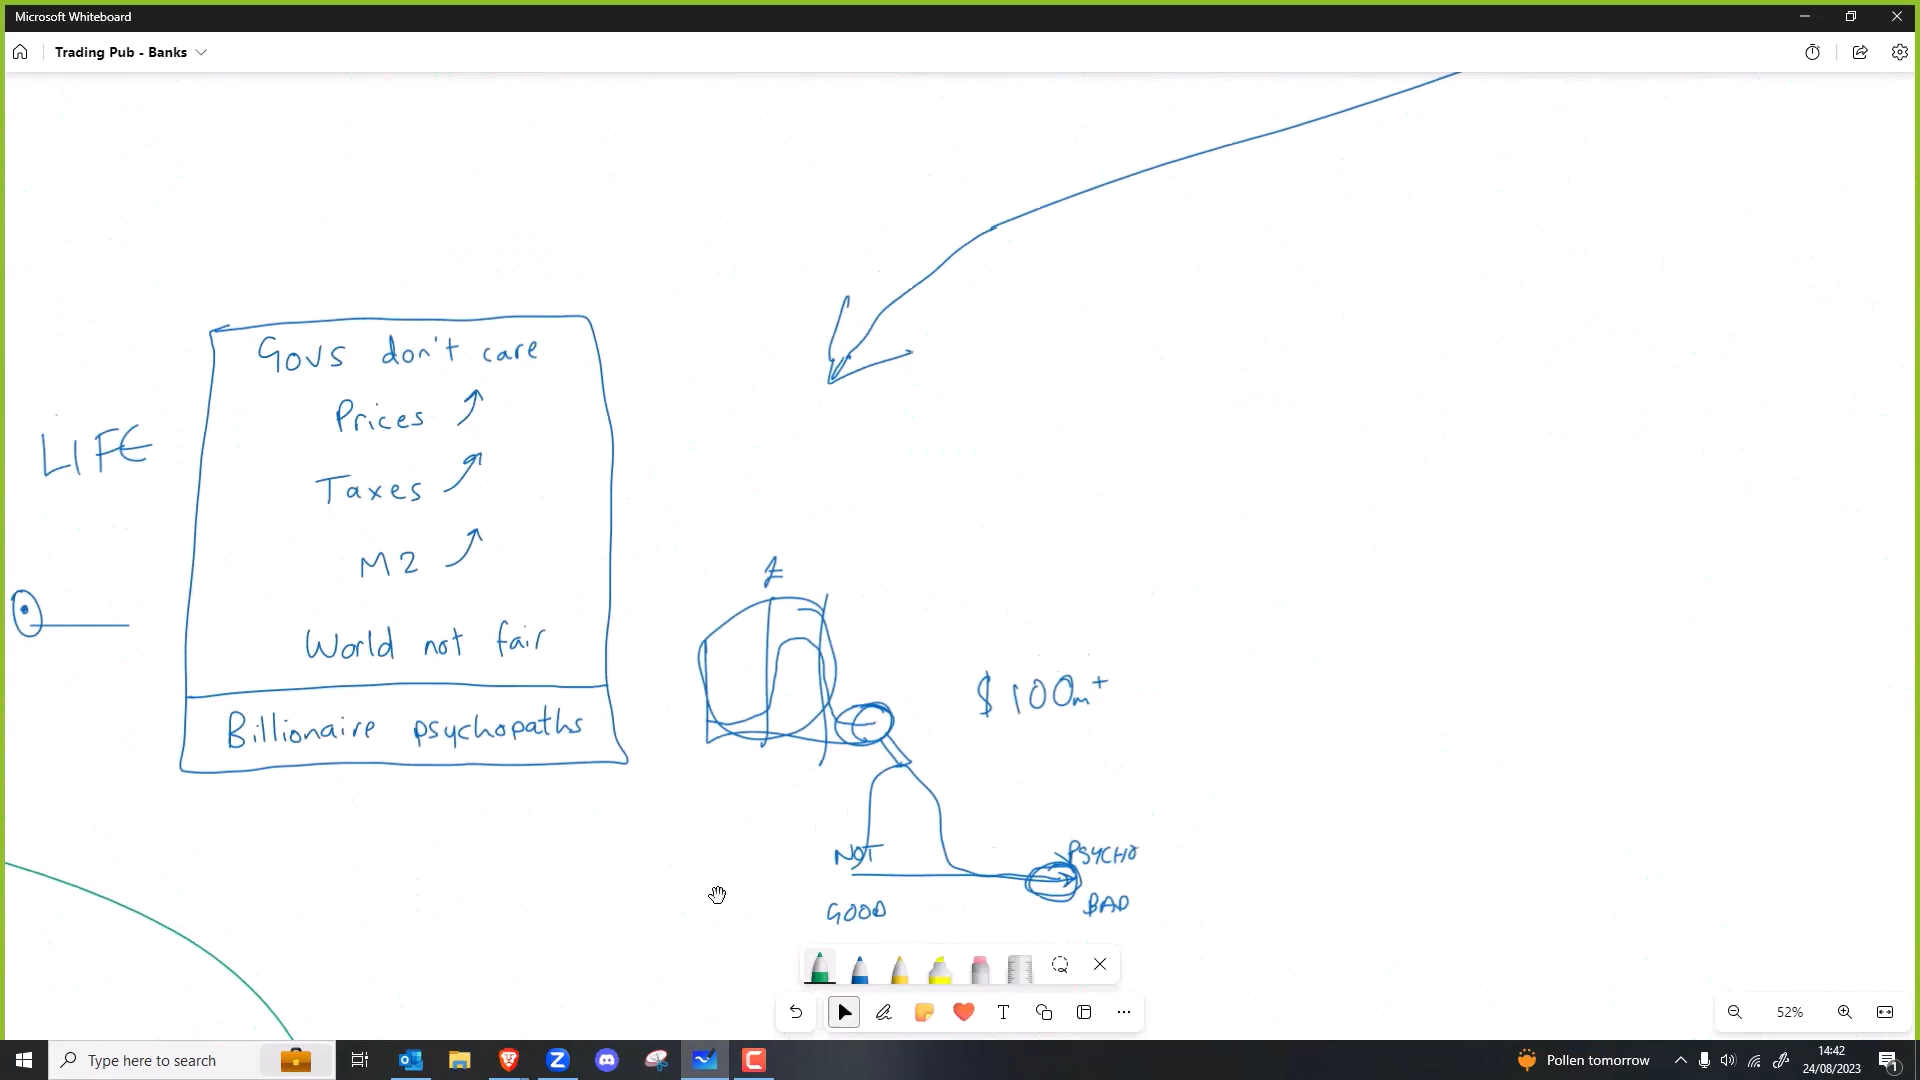 Microsoft Whiteboard
Trading Pub - Banks
LIFE
Govs don't care
Prices
Taxes
M2
World not fair
Billionaire psychopaths
£
$ 100m+
NOT
PSYCHO
GOOD
BAD
52%
Type here to search
Pollen tomorrow
14:42
24/08/2023
1